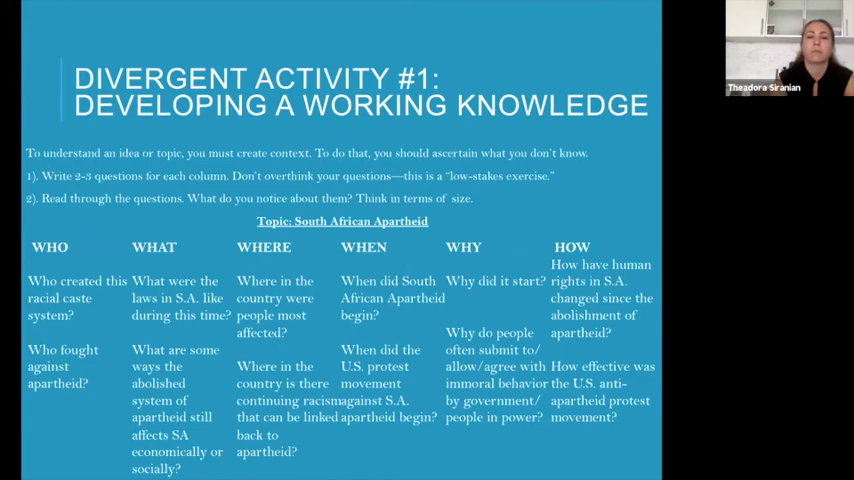 DIVERGENT ACTIVITY #1:
DEVELOPING A WORKING KNOWLEDGE
To understand an idea or topic, you must create context. To do that, you should ascertain what you don't know.
1). Write 2-3 questions for each column. Don't overthink your questions—this is a "low-stakes exercise."
2). Read through the questions. What do you notice about them? Think in terms of size.
Topic: South African Apartheid
WHO
Who created this
racial caste
system?
Who fought
against
apartheid?
WHAT
What were the
laws in S.A. like
during this time?
What are some
ways the
abolished
system of
apartheid still
affects SA
economically or
socially?
WHERE
Where in the
country were
people most
affected?
Where in the
country is there
continuing racism
that can be linked
back to
apartheid?
WHEN
When did South
African Apartheid
begin?
When did the
U.S. protest
movement
against S.A.
apartheid begin?
WHY
Why did it start?
Why do people
often submit to/
allow/agree with
immoral behavior
by government/
people in power?
HOW
How have human
rights in S.A.
changed since the
abolishment of
apartheid?
How effective was
the U.S. anti-
apartheid protest
movement?
Theadora Siranian